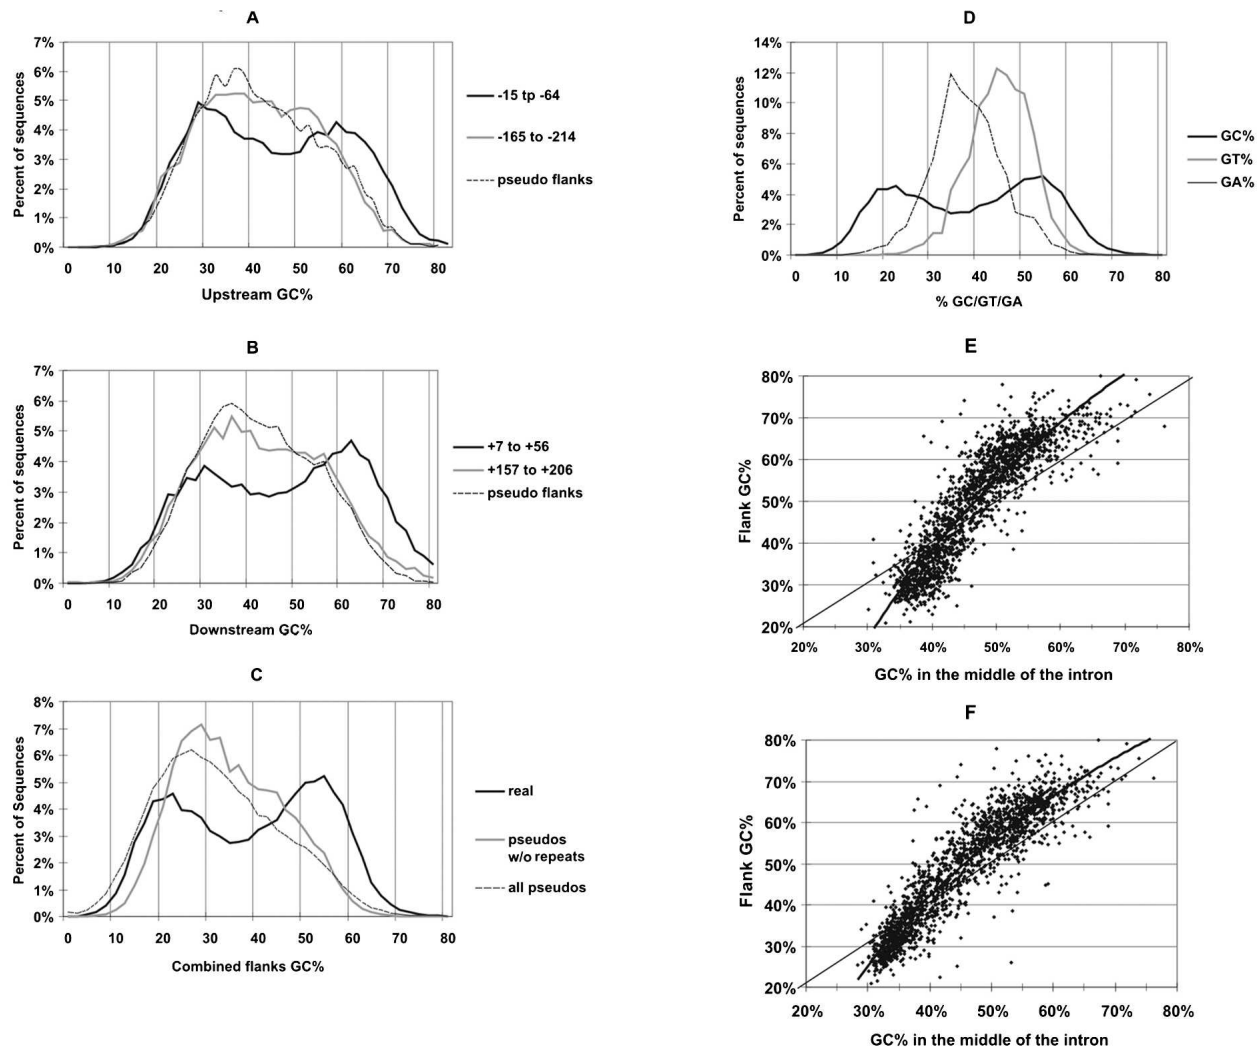 A
7%
6%
5%
4%
3%
2%
1%
0%
Percent of sequences
0 10 20 30 40 50 60 70 80
Upstream GC%
-15 tp -64
-165 to -214
pseudo flanks
B
7%
6%
5%
4%
3%
2%
1%
0%
Percent of sequences
0 10 20 30 40 50 60 70 80
Downstream GC%
+7 to +56
+157 to +206
pseudo flanks
C
8%
7%
6%
5%
4%
3%
2%
1%
0%
Percent of Sequences
0 10 20 30 40 50 60 70 80
Combined flanks GC%
real
pseudos
w/o repeats
all pseudos
D
14%
12%
10%
8%
6%
4%
2%
0%
Percent of sequences
0 10 20 30 40 50 60 70 80
% GC/GT/GA
GC%
GT%
GA%
E
80%
70%
60%
50%
40%
30%
20%
Flank GC%
20% 30% 40% 50% 60% 70% 80%
GC% in the middle of the intron
F
80%
70%
60%
50%
40%
30%
20%
Flank GC%
20% 30% 40% 50% 60% 70% 80%
GC% in the middle of the intron